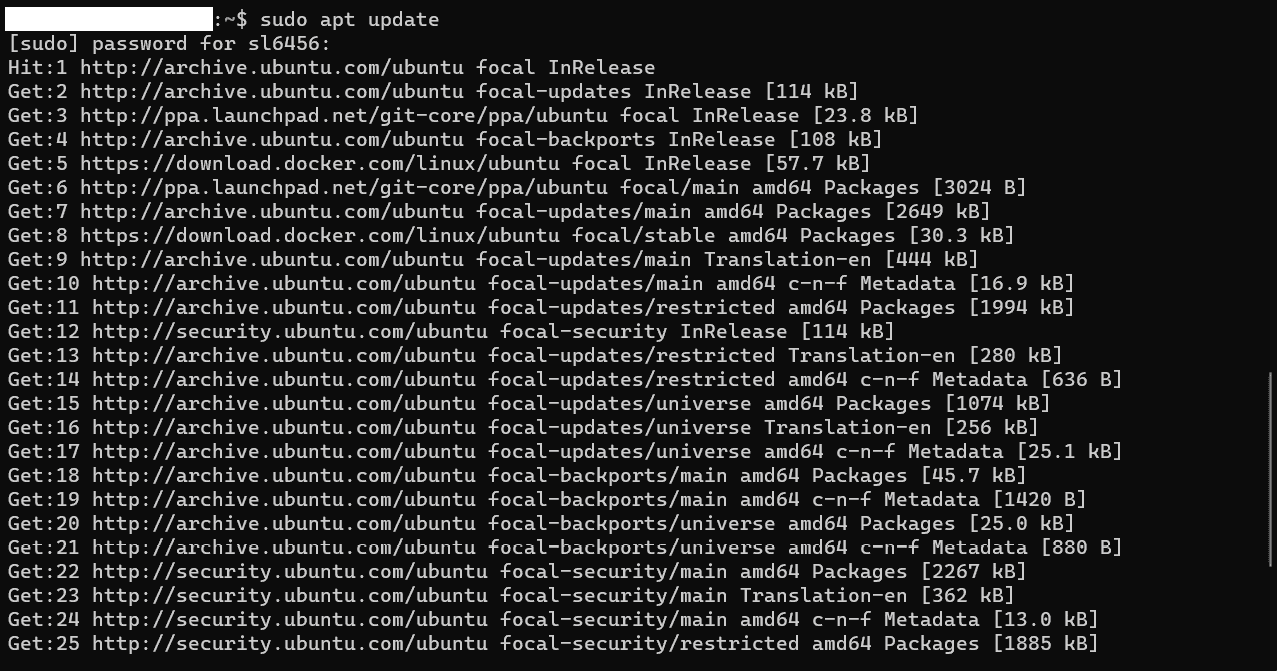 :~$ sudo apt update
[sudo] password for sl6456:
Hit:1 http://archive.ubuntu.com/ubuntu focal InRelease
Get:2 http://archive.ubuntu.com/ubuntu focal-updates InRelease [114 kB]
Get:3 http://ppa.launchpad.net/git-core/ppa/ubuntu focal InRelease [23.8 kB]
Get:4 http://archive.ubuntu.com/ubuntu focal-backports InRelease [108 kB]
Get:5 https://download.docker.com/linux/ubuntu focal InRelease [57.7 kB]
Get:6 http://ppa.launchpad.net/git-core/ppa/ubuntu focal/main amd64 Packages [3024 B]
Get:7 http://archive.ubuntu.com/ubuntu focal-updates/main amd64 Packages [2649 kB]
Get:8 https://download.docker.com/linux/ubuntu focal/stable amd64 Packages [30.3 kB]
Get:9 http://archive.ubuntu.com/ubuntu focal-updates/main Translation-en [444 kB]
Get:10 http://archive.ubuntu.com/ubuntu focal-updates/main amd64 c-n-f Metadata [16.9 kB]
Get:11 http://archive.ubuntu.com/ubuntu focal-updates/restricted amd64 Packages [1994 kB]
Get:12 http://security.ubuntu.com/ubuntu focal-security InRelease [114 kB]
Get:13 http://archive.ubuntu.com/ubuntu focal-updates/restricted Translation-en [280 kB]
Get:14 http://archive.ubuntu.com/ubuntu focal-updates/restricted amd64 c-n-f Metadata [636 B]
Get:15 http://archive.ubuntu.com/ubuntu focal-updates/universe amd64 Packages [1074 kB]
Get:16 http://archive.ubuntu.com/ubuntu focal-updates/universe Translation-en [256 kB]
Get:17 http://archive.ubuntu.com/ubuntu focal-updates/universe amd64 c-n-f Metadata [25.1 kB]
Get:18 http://archive.ubuntu.com/ubuntu focal-backports/main amd64 Packages [45.7 kB]
Get:19 http://archive.ubuntu.com/ubuntu focal-backports/main amd64 c-n-f Metadata [1420 B]
Get:20 http://archive.ubuntu.com/ubuntu focal-backports/universe amd64 Packages [25.0 kB]
Get:21 http://archive.ubuntu.com/ubuntu focal-backports/universe amd64 c-n-f Metadata [880 B]
Get:22 http://security.ubuntu.com/ubuntu focal-security/main amd64 Packages [2267 kB]
Get:23 http://security.ubuntu.com/ubuntu focal-security/main Translation-en [362 kB]
Get:24 http://security.ubuntu.com/ubuntu focal-security/main amd64 c-n-f Metadata [13.0 kB]
Get:25 http://security.ubuntu.com/ubuntu focal-security/restricted amd64 Packages [1885 kB]